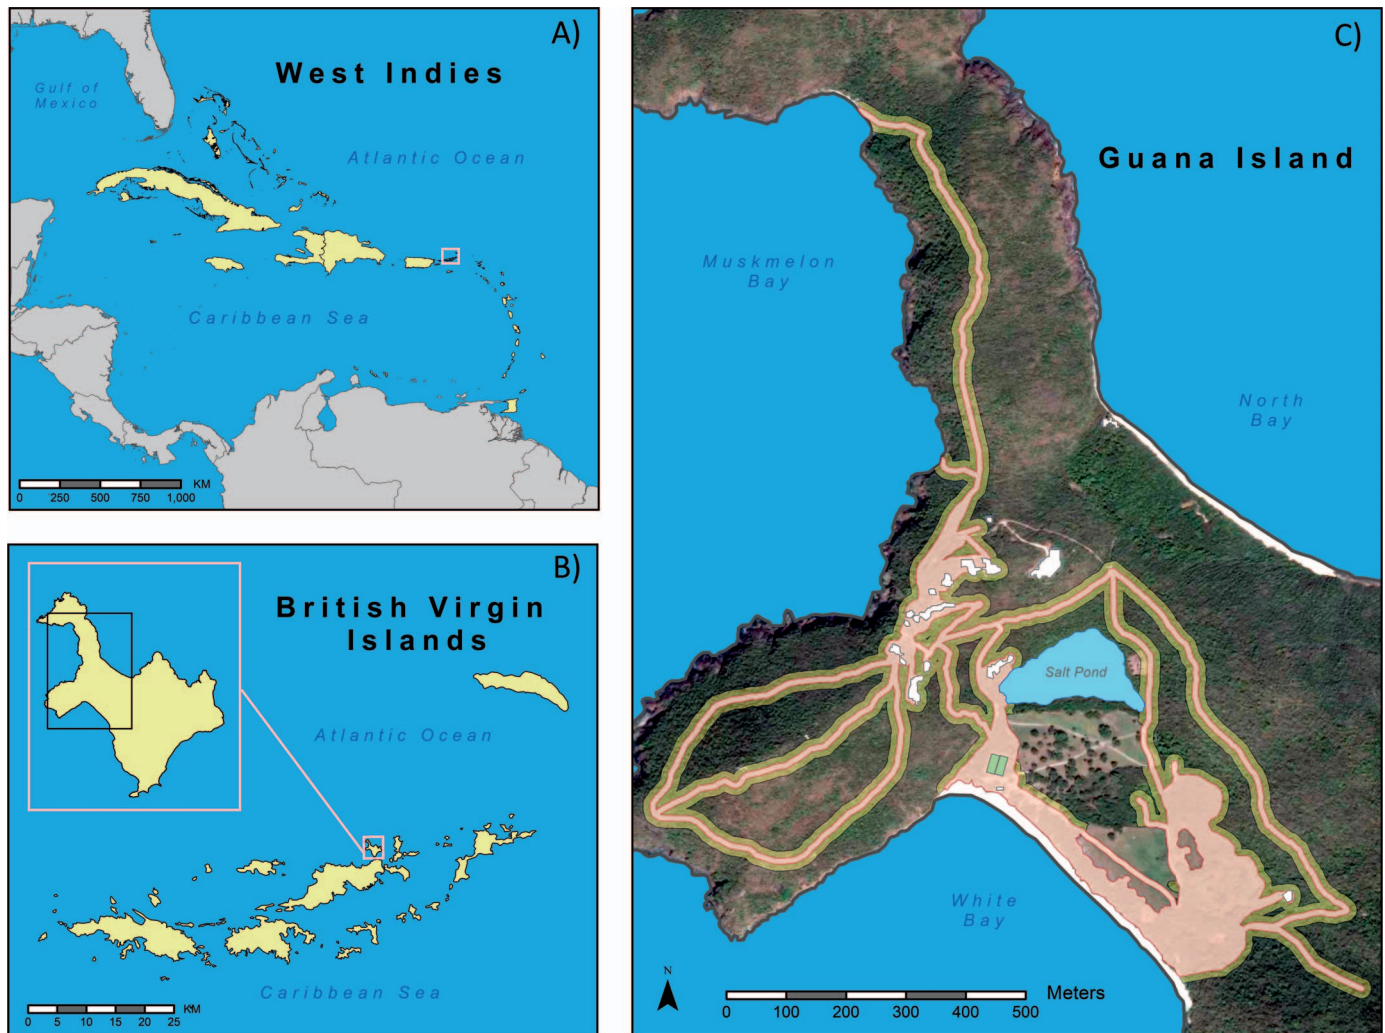 A)
West Indies
Gulf of
Mexico
Atlantic Ocean
Caribbean Sea
KM
0 250 500 750 1,000
B)
British Virgin
Islands
Atlantic Ocean
Caribbean Sea
KM
0 5 10 15 20 25
C)
Guana Island
Muskmelon
Bay
North
Bay
Salt Pond
White
Bay
N
Meters
0 100 200 300 400 500